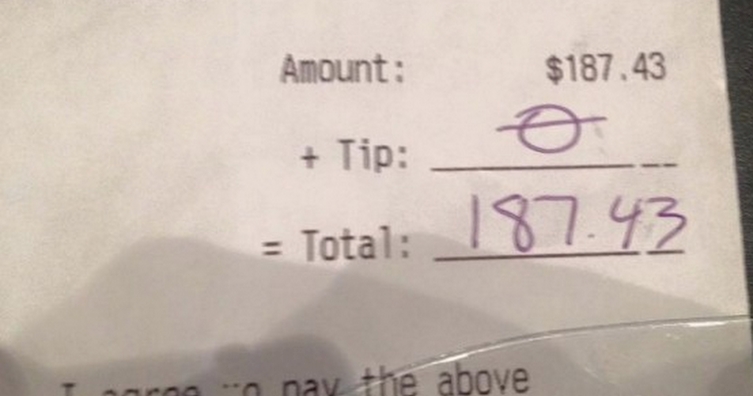 Amount: $187.43
+ Tip: 0
= Total: 187.43
I agree to pay the above